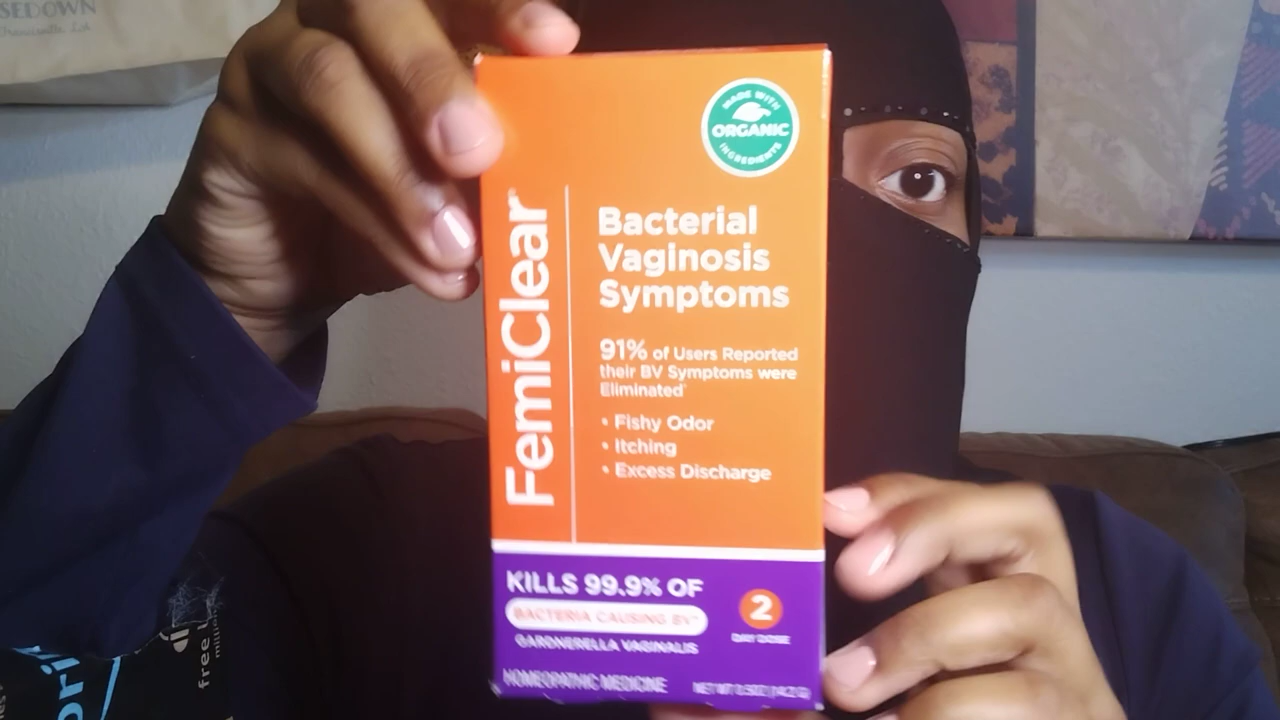 SEDOWN
FemiClear
MADE WITH
ORGANIC
INGREDIENTS
Bacterial
Vaginosis
Symptoms
91% of Users Reported
their BV Symptoms were
Eliminated*
• Fishy Odor
• Itching
• Excess Discharge
KILLS 99.9% OF
BACTERIA CAUSING BV
GARDNERELLA VAGINALIS
2
DAY DOSE
HOMEOPATHIC MEDICINE
NET WT 0.5OZ (14.2 G)
free